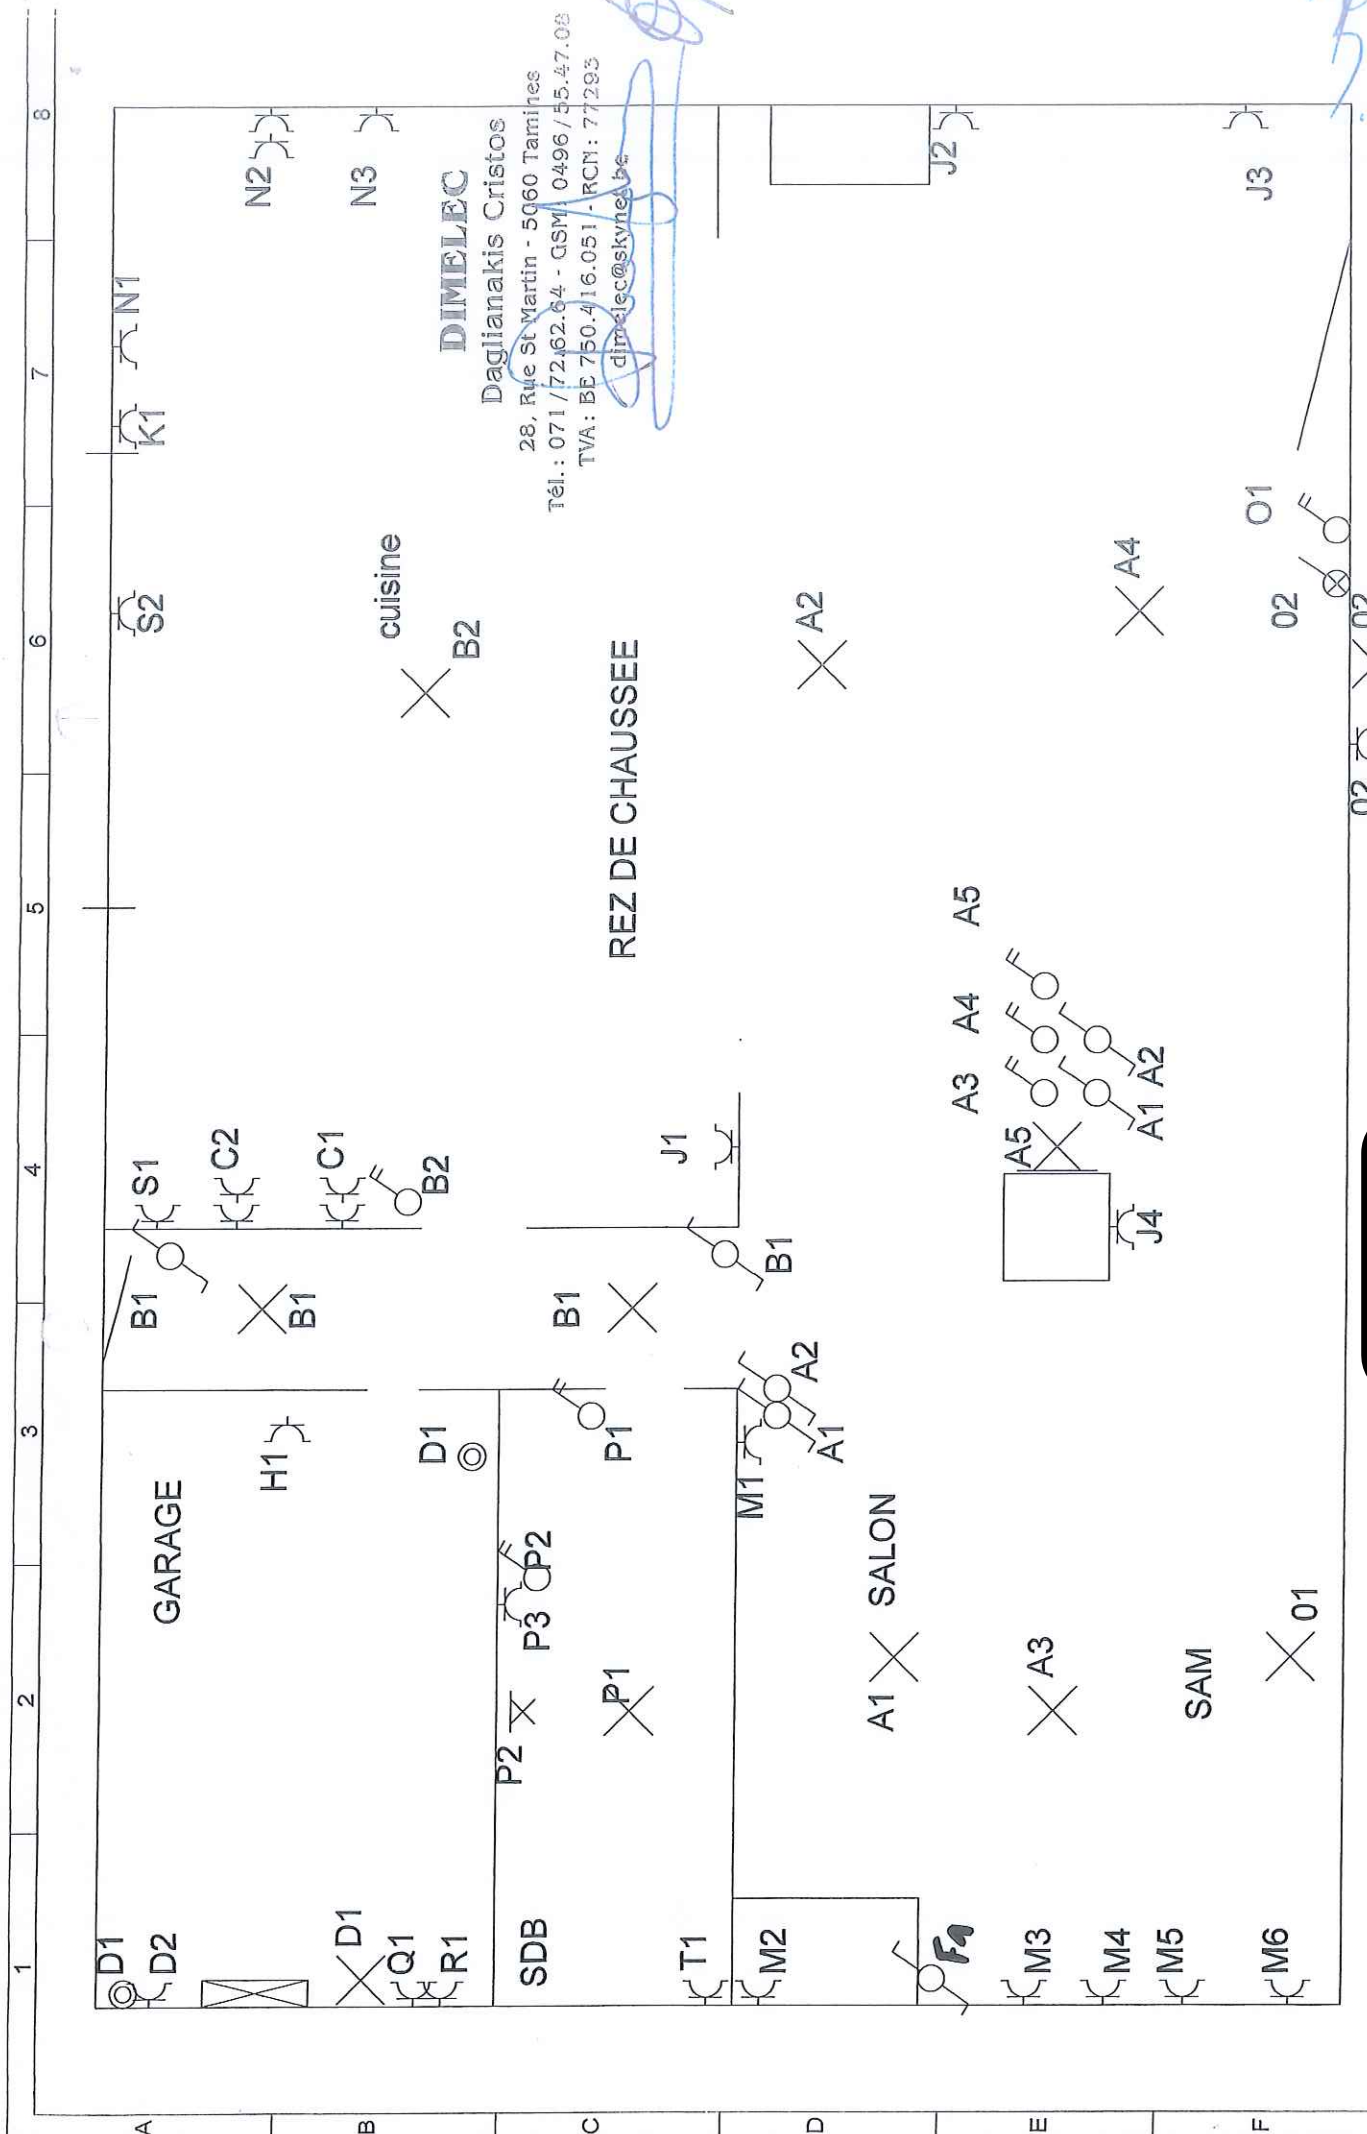 1
2
3
4
5
6
7
8
A
B
C
D
E
F
D1
D2
D1
Q1
R1
GARAGE
H1
D1
B1
B1
S1
C2
C1
B2
S2
K1
N1
N2
N3
cuisine
B2
DIMELEC
Daglianakis Cristos
28, Rue St Martin - 5060 Tamines
Tél.: 071/72.62.64 - GSM: 0496/55.47.08
TVA: BE 750.416.051 - RCN: 77293
dimelec@skynet.be
REZ DE CHAUSSEE
SDB
P2
P3
P2
P1
P1
T1
B1
B1
J1
M2
M1
A1
A2
A1
SALON
A2
J2
Fa
M3
M4
M5
M6
A3
SAM
01
A5
J4
A3
A4
A5
A1
A2
A4
O1
02
02
02
J3